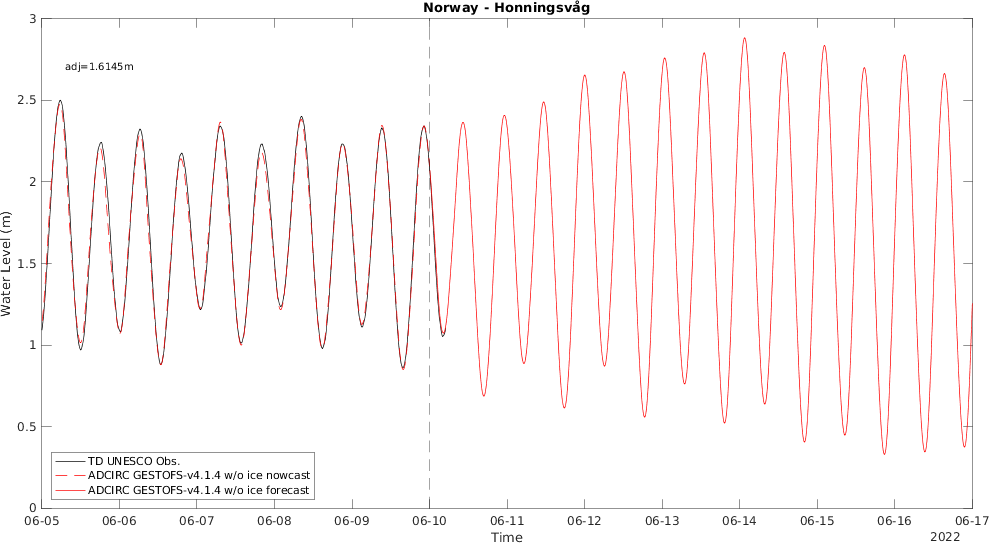 Norway - Honningsvåg
adj=1.6145m
3
2.5
2
1.5
1
0.5
0
Water Level (m)
TD UNESCO Obs.
ADCIRC GESTOFS-v4.1.4 w/o ice nowcast
ADCIRC GESTOFS-v4.1.4 w/o ice forecast
06-05 06-06 06-07 06-08 06-09 06-10 06-11 06-12 06-13 06-14 06-15 06-16 06-17
Time
2022